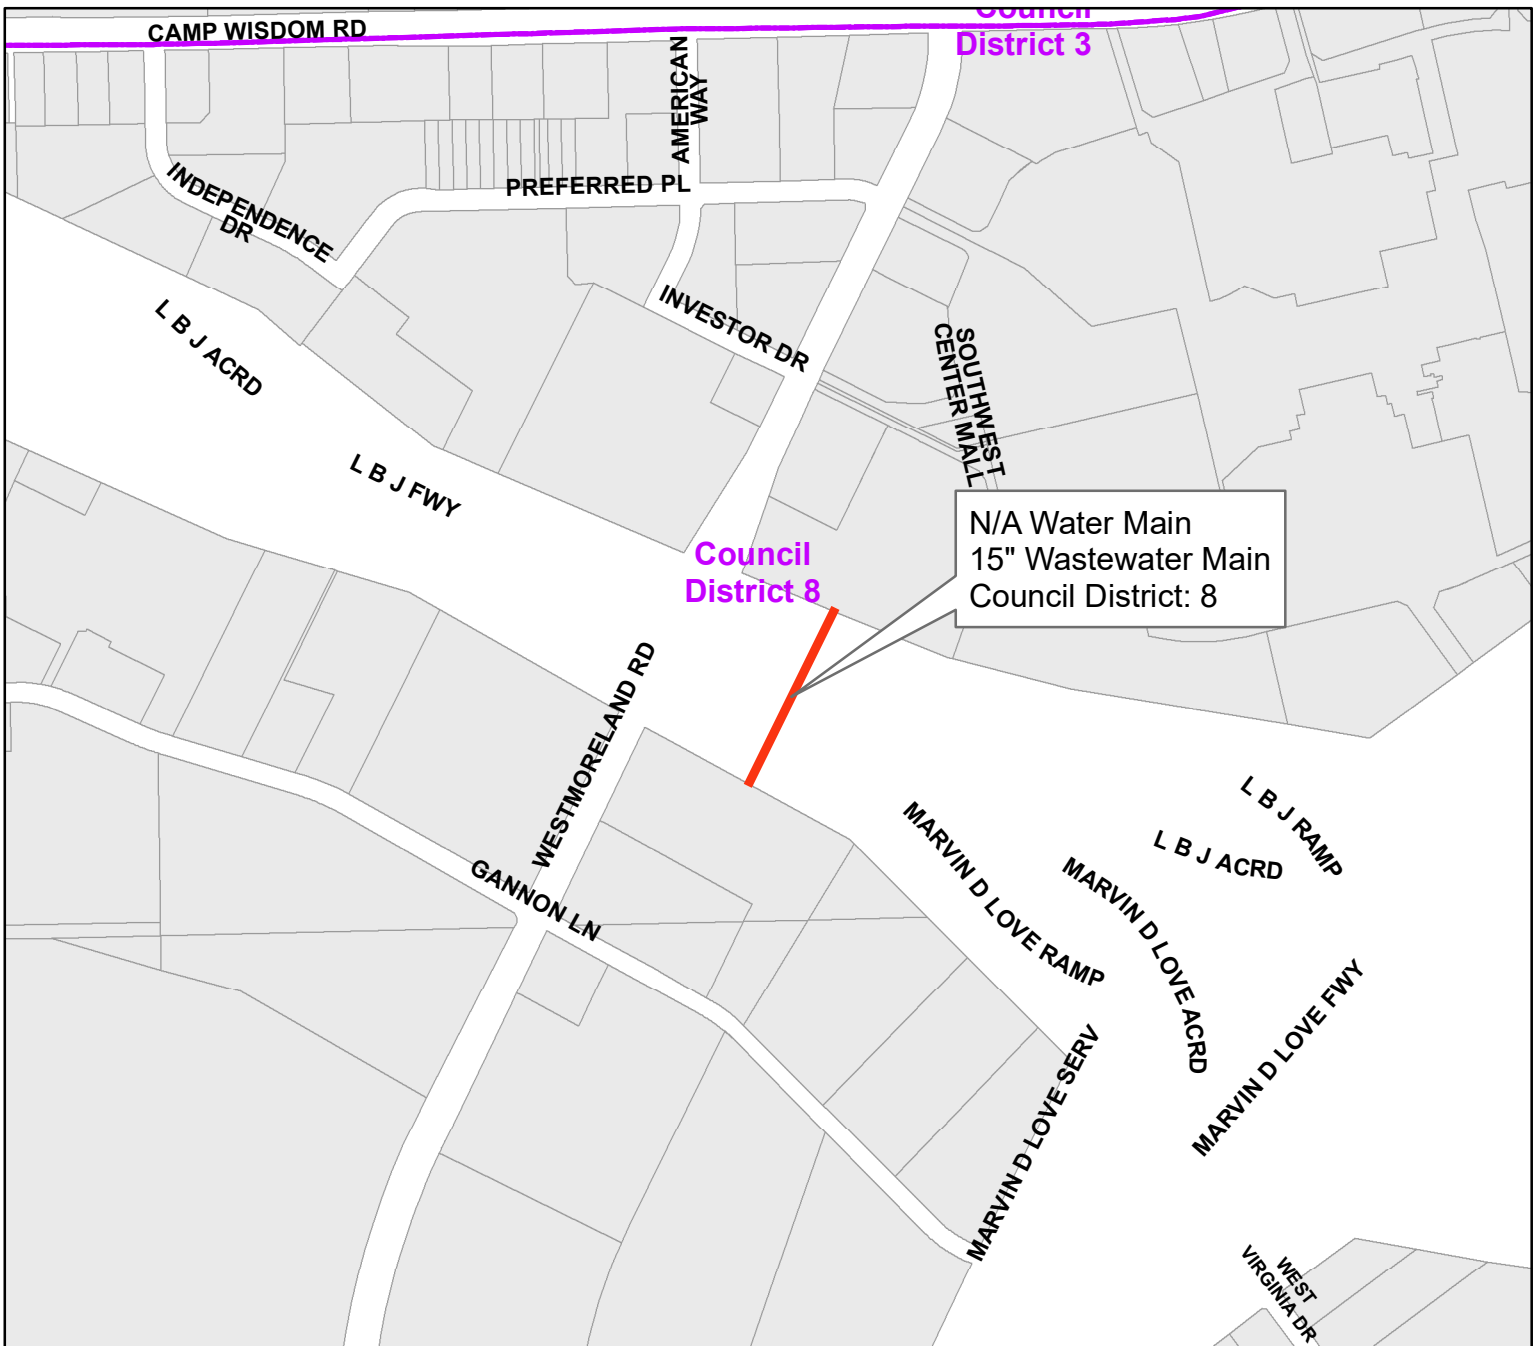 CAMP WISDOM RD
Council
District 3
AMERICAN
WAY
INDEPENDENCE
DR
PREFERRED PL
L B J ACRD
INVESTOR DR
SOUTHWEST
CENTER MALL
L B J FWY
N/A Water Main
15" Wastewater Main
Council District: 8
Council
District 8
WESTMORELAND RD
GANNON LN
MARVIN D LOVE RAMP
MARVIN D LOVE ACRD
L B J ACRD
L B J RAMP
MARVIN D LOVE FWY
MARVIN D LOVE SERV
WEST
VIRGINIA DR